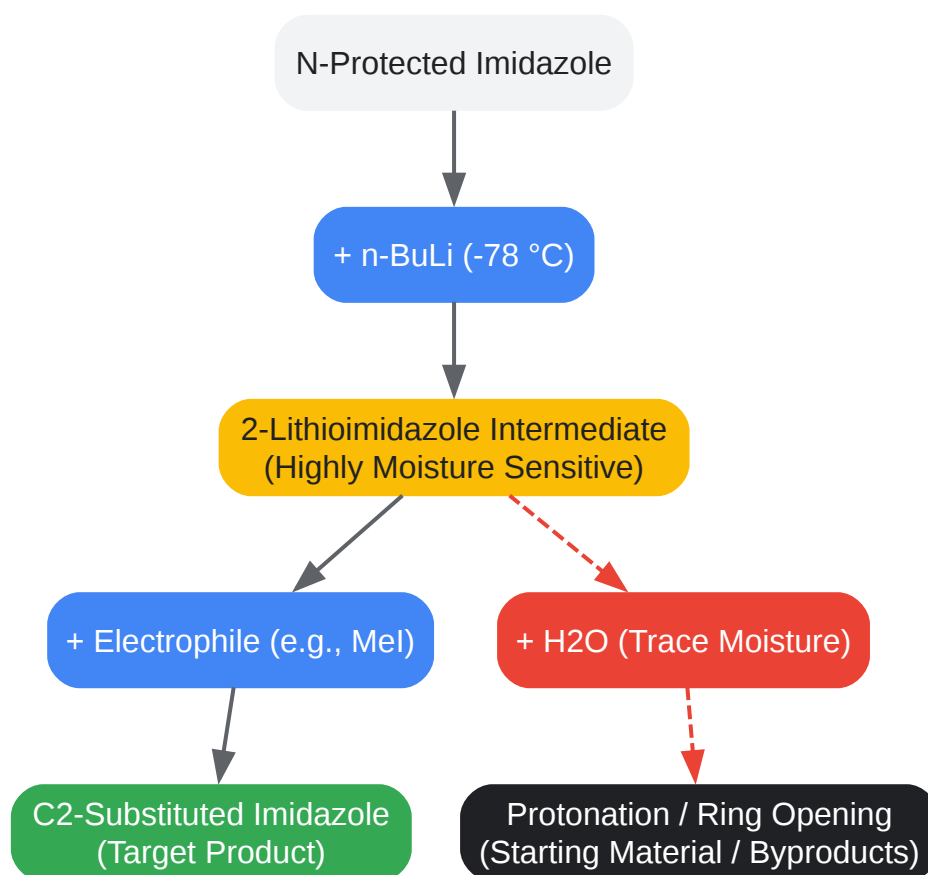 N-Protected Imidazole
+ n-BuLi (-78 °C)
2-Lithioimidazole Intermediate
(Highly Moisture Sensitive)
+ Electrophile (e.g., MeI)
+ H2O (Trace Moisture)
C2-Substituted Imidazole
(Target Product)
Protonation / Ring Opening
(Starting Material / Byproducts)